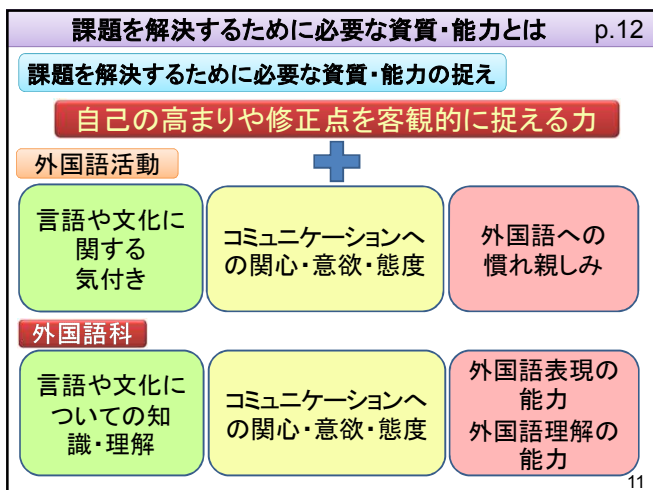 課題を解決するために必要な資質・能力とは p.12
課題を解決するために必要な資質・能力の捉え
自己の高まりや修正点を客観的に捉える力
外国語活動
言語や文化に
関する
気付き
コミュニケーションへ
の関心・意欲・態度
外国語への
慣れ親しみ
外国語科
言語や文化に
ついての知
識・理解
コミュニケーションへ
の関心・意欲・態度
外国語表現の
能力
外国語理解の
能力
11